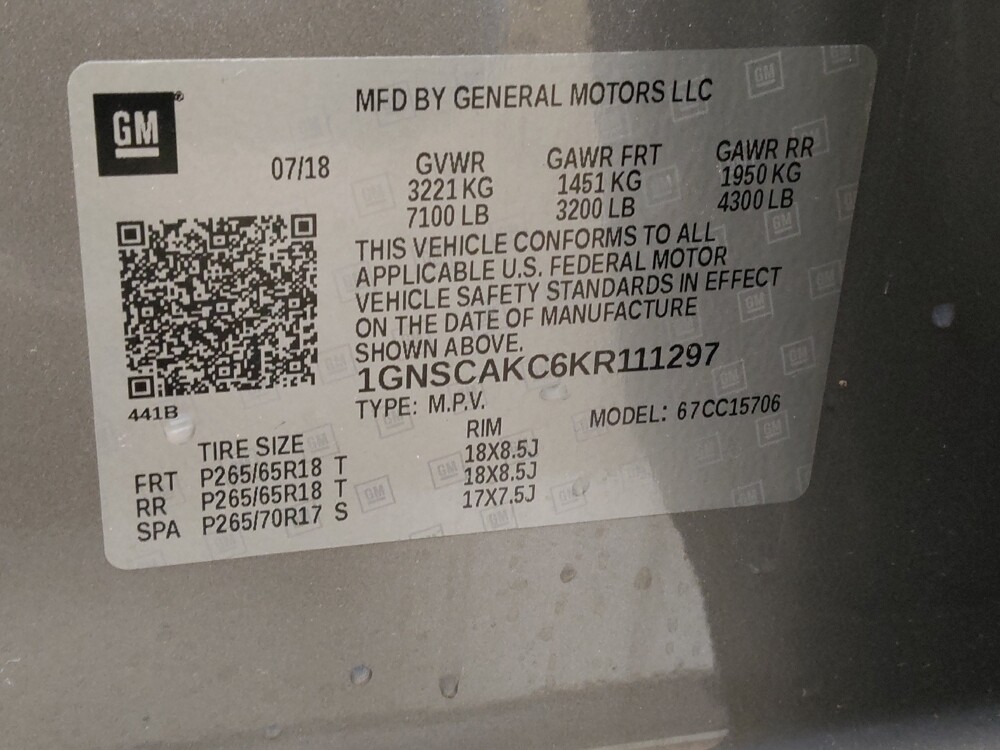 GM
MFD BY GENERAL MOTORS LLC
07/18 GVWR GAWR FRT GAWR RR
3221 KG 1451 KG 1950 KG
7100 LB 3200 LB 4300 LB
THIS VEHICLE CONFORMS TO ALL
APPLICABLE U.S. FEDERAL MOTOR
VEHICLE SAFETY STANDARDS IN EFFECT
ON THE DATE OF MANUFACTURE
SHOWN ABOVE.
1GNSCAKC6KR111297
441B
TYPE: M.P.V. MODEL: 67CC15706
TIRE SIZE RIM
FRT P265/65R18 T 18X8.5J
RR P265/65R18 T 18X8.5J
SPA P265/70R17 S 17X7.5J